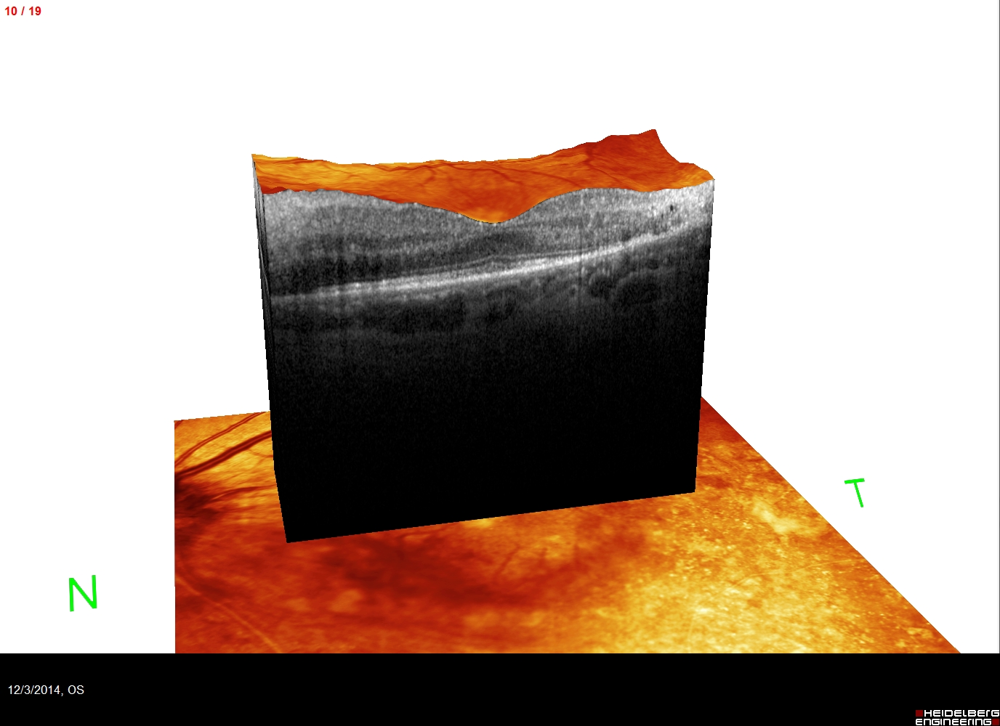 10 / 19
T
N
12/3/2014, OS
HEIDELBERG
ENGINEERING